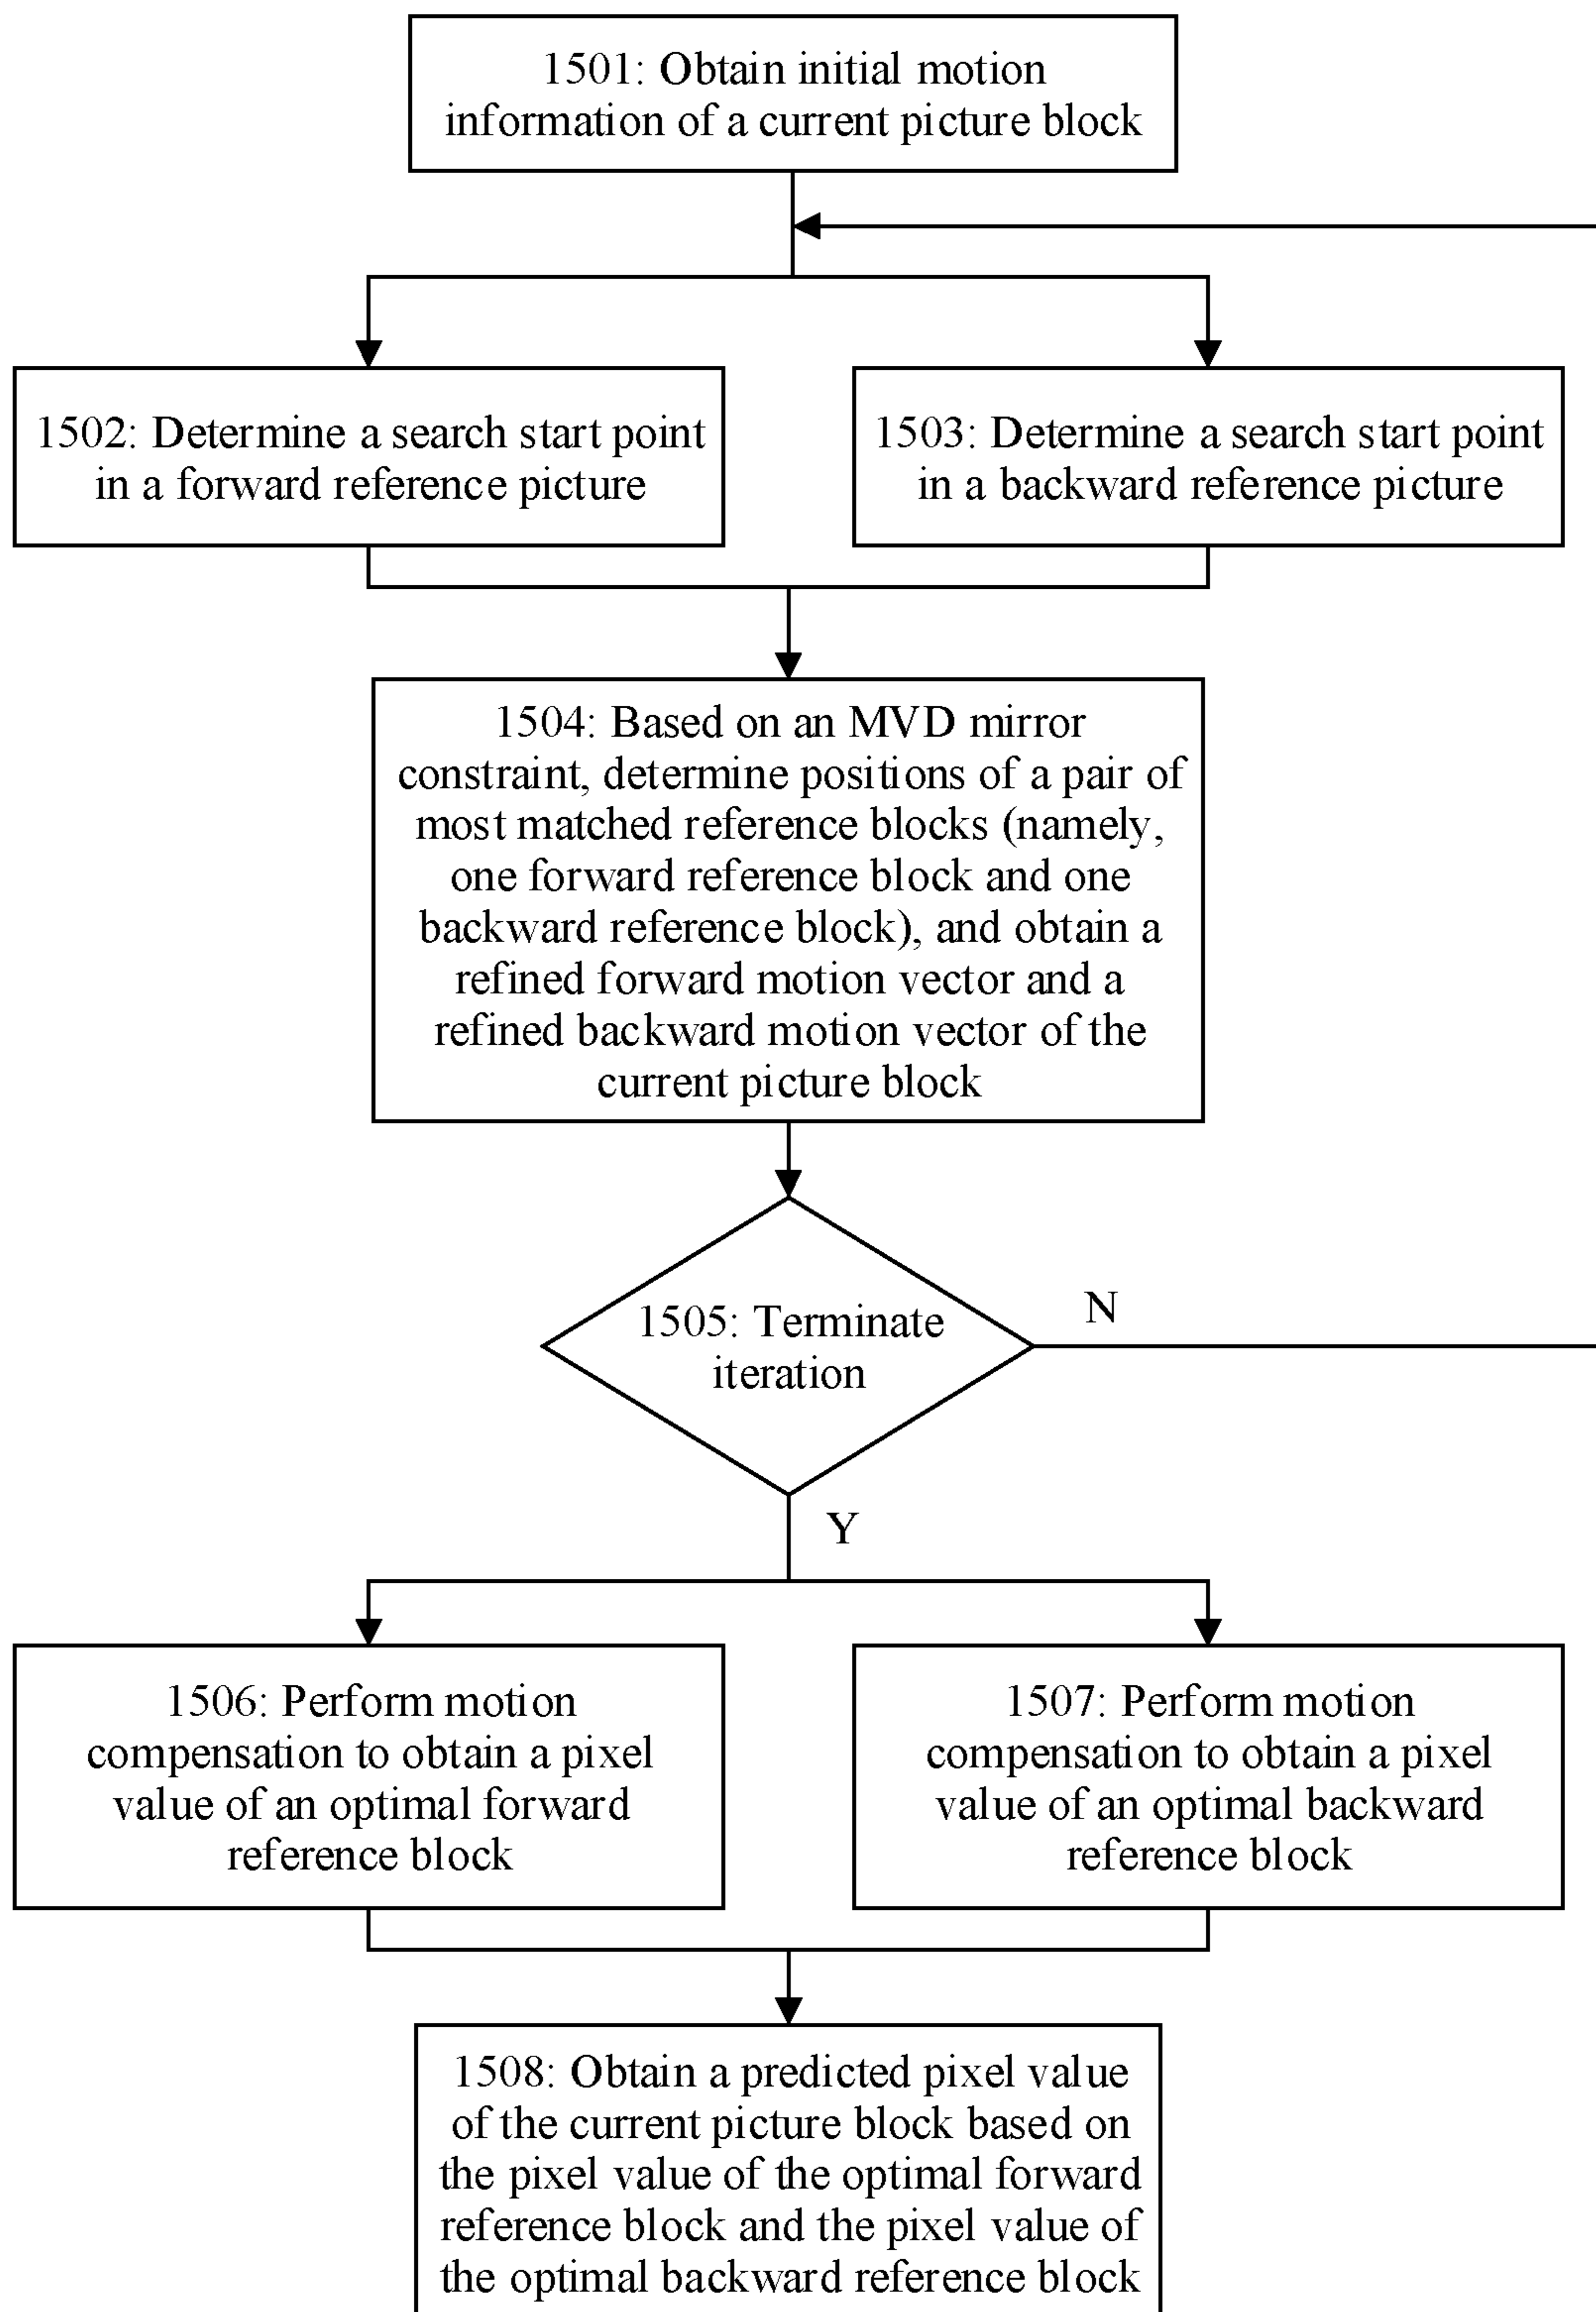 1501: Obtain initial motion
information of a current picture block
1502: Determine a search start point
in a forward reference picture
1503: Determine a search start point
in a backward reference picture
1504: Based on an MVD mirror
constraint, determine positions of a pair of
most matched reference blocks (namely,
one forward reference block and one
backward reference block), and obtain a
refined forward motion vector and a
refined backward motion vector of the
current picture block
1505: Terminate
iteration
N
Y
1506: Perform motion
compensation to obtain a pixel
value of an optimal forward
reference block
1507: Perform motion
compensation to obtain a pixel
value of an optimal backward
reference block
1508: Obtain a predicted pixel value
of the current picture block based on
the pixel value of the optimal forward
reference block and the pixel value of
the optimal backward reference block